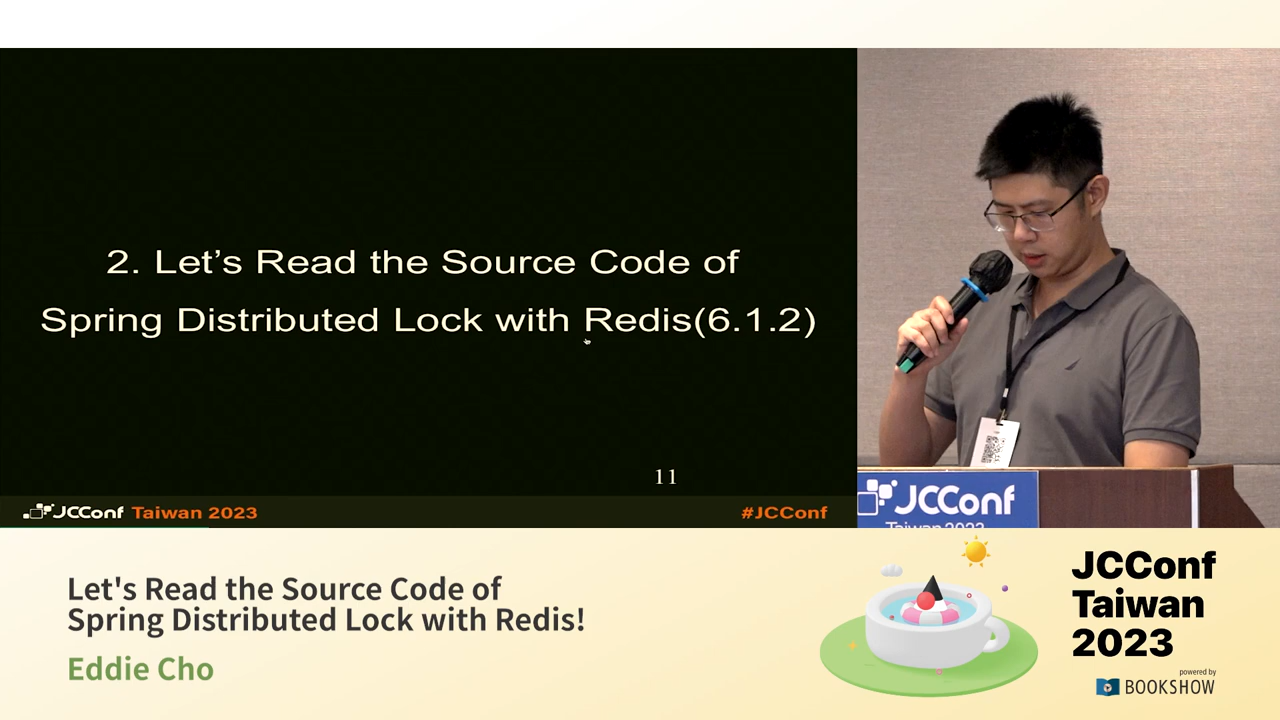 2. Let’s Read the Source Code of
Spring Distributed Lock with Redis(6.1.2)
11
JCConf Taiwan 2023
#JCConf
JCConf
Taiwan 2023
Let's Read the Source Code of
Spring Distributed Lock with Redis!
Eddie Cho
JCConf
Taiwan
2023
powered by
BOOKSHOW